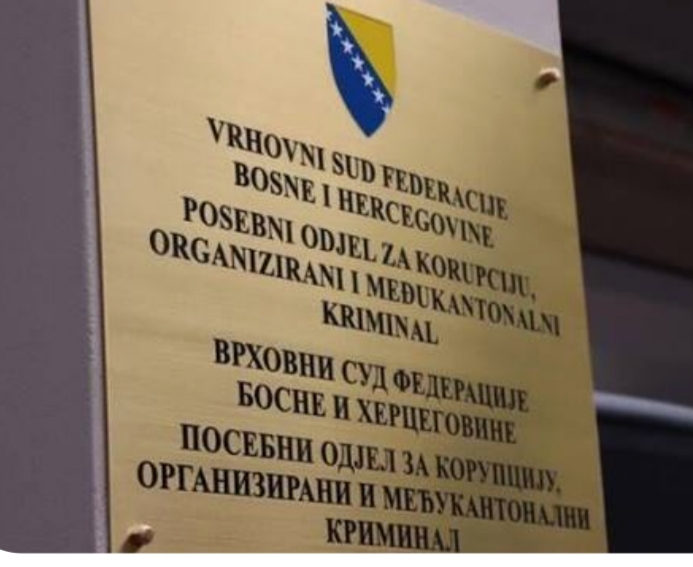 VRHOVNI SUD FEDERACIJE
BOSNE I HERCEGOVINE
POSEBNI ODJEL ZA KORUPCIJU,
ORGANIZIRANI I MEĐUKANTONALNI
KRIMINAL
ВРХОВНИ СУД ФЕДЕРАЦИЈЕ
БОСНЕ И ХЕРЦЕГОВИНЕ
ПОСЕБНИ ОДЈЕЛ ЗА КОРУПЦИЈУ,
ОРГАНИЗИРАНИ И МЕЂУКАНТОНАЛНИ
КРИМИНАЛ